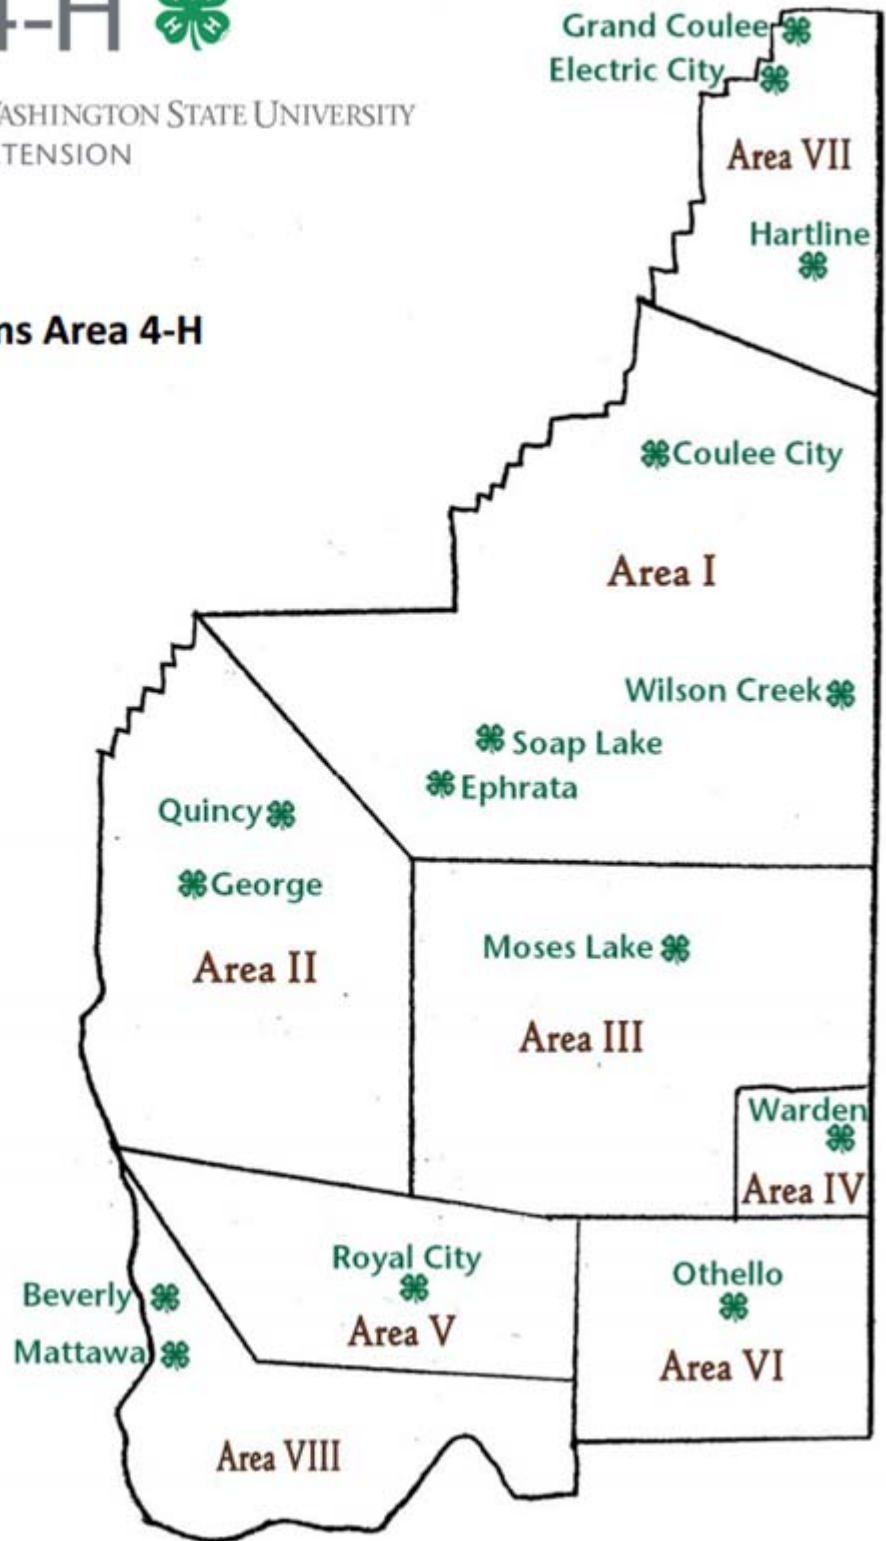 4-H
WASHINGTON STATE UNIVERSITY
TENSION
ns Area 4-H
Grand Coulee
Electric City
Area VII
Hartline
Coulee City
Area I
Wilson Creek
Soap Lake
Ephrata
Quincy
George
Area II
Moses Lake
Area III
Warden
Area IV
Royal City
Area V
Othello
Area VI
Beverly
Mattawa
Area VIII